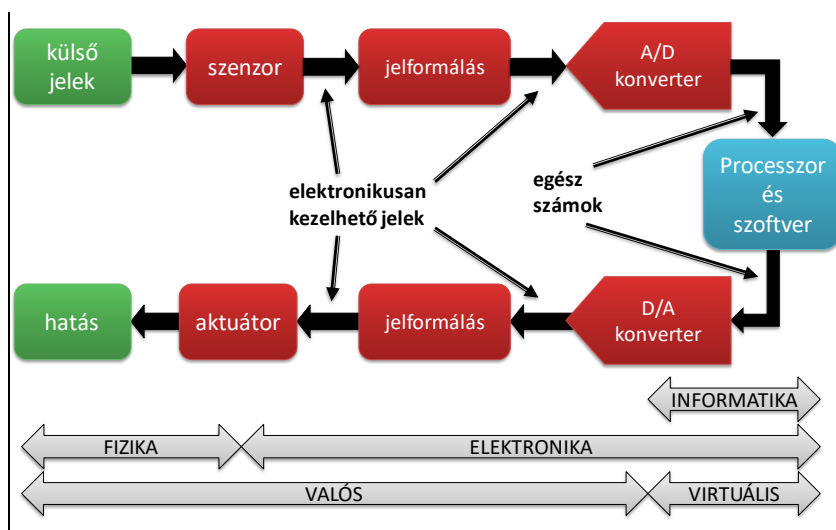 külső
jelek
szenzor
jelformálás
A/D
konverter
elektronikusan
kezelhető jelek
egész
számok
Processzor
és
szoftver
hatás
aktuátor
jelformálás
D/A
konverter
INFORMATIKA
FIZIKA
ELEKTRONIKA
VALÓS
VIRTUÁLIS